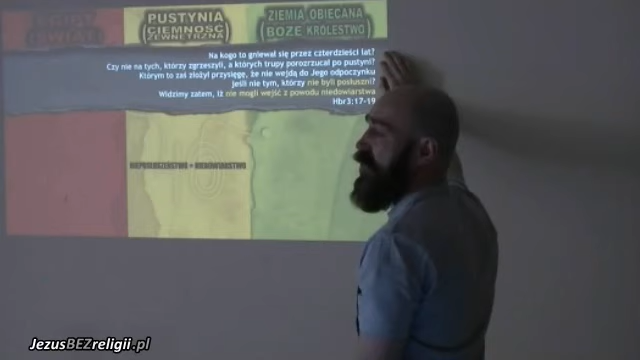 EGIPT
ŚWIAT
PUSTYNIA
CIEMNOŚĆ
ZEWNĘTRZNA
ZIEMIA OBIECANA
BOŻE KRÓLESTWO
Na kogo to gniewał się przez czterdzieści lat?
Czy nie na tych, którzy zgrzeszyli, a których trupy porozrzucał po pustyni?
Którym to zaś złożył przysięgę, że nie wejdą do Jego odpoczynku
jeśli nie tym, którzy nie byli posłuszni?
Widzimy zatem, iż nie mogli wejść z powodu niedowiarstwa
Hbr3:17-19
NIEPOSŁUSZEŃSTWO = NIEDOWIARSTWO
JezusBEZreligii.pl